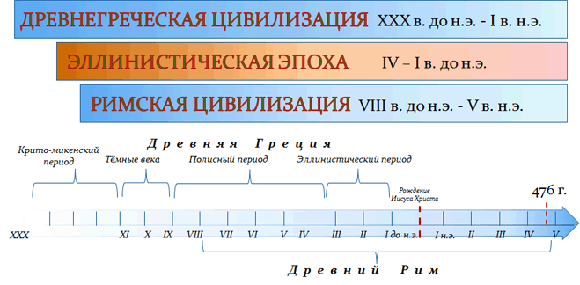 ДРЕВНЕГРЕЧЕСКАЯ ЦИВИЛИЗАЦИЯ XXX в. до н.э. - I в. н.э.
ЭЛЛИНИСТИЧЕСКАЯ ЭПОХА IV – I в. до н.э.
РИМСКАЯ ЦИВИЛИЗАЦИЯ VIII в. до н.э. - V в. н.э.
Древняя Греция
Крито-микенский период
Тёмные века
Полисный период
Эллинистический период
Рождение Иисуса Христа
476 г.
XXX XI X IX VIII VII VI V IV III II I до н.э. I н.э. II III IV V
Древний Рим